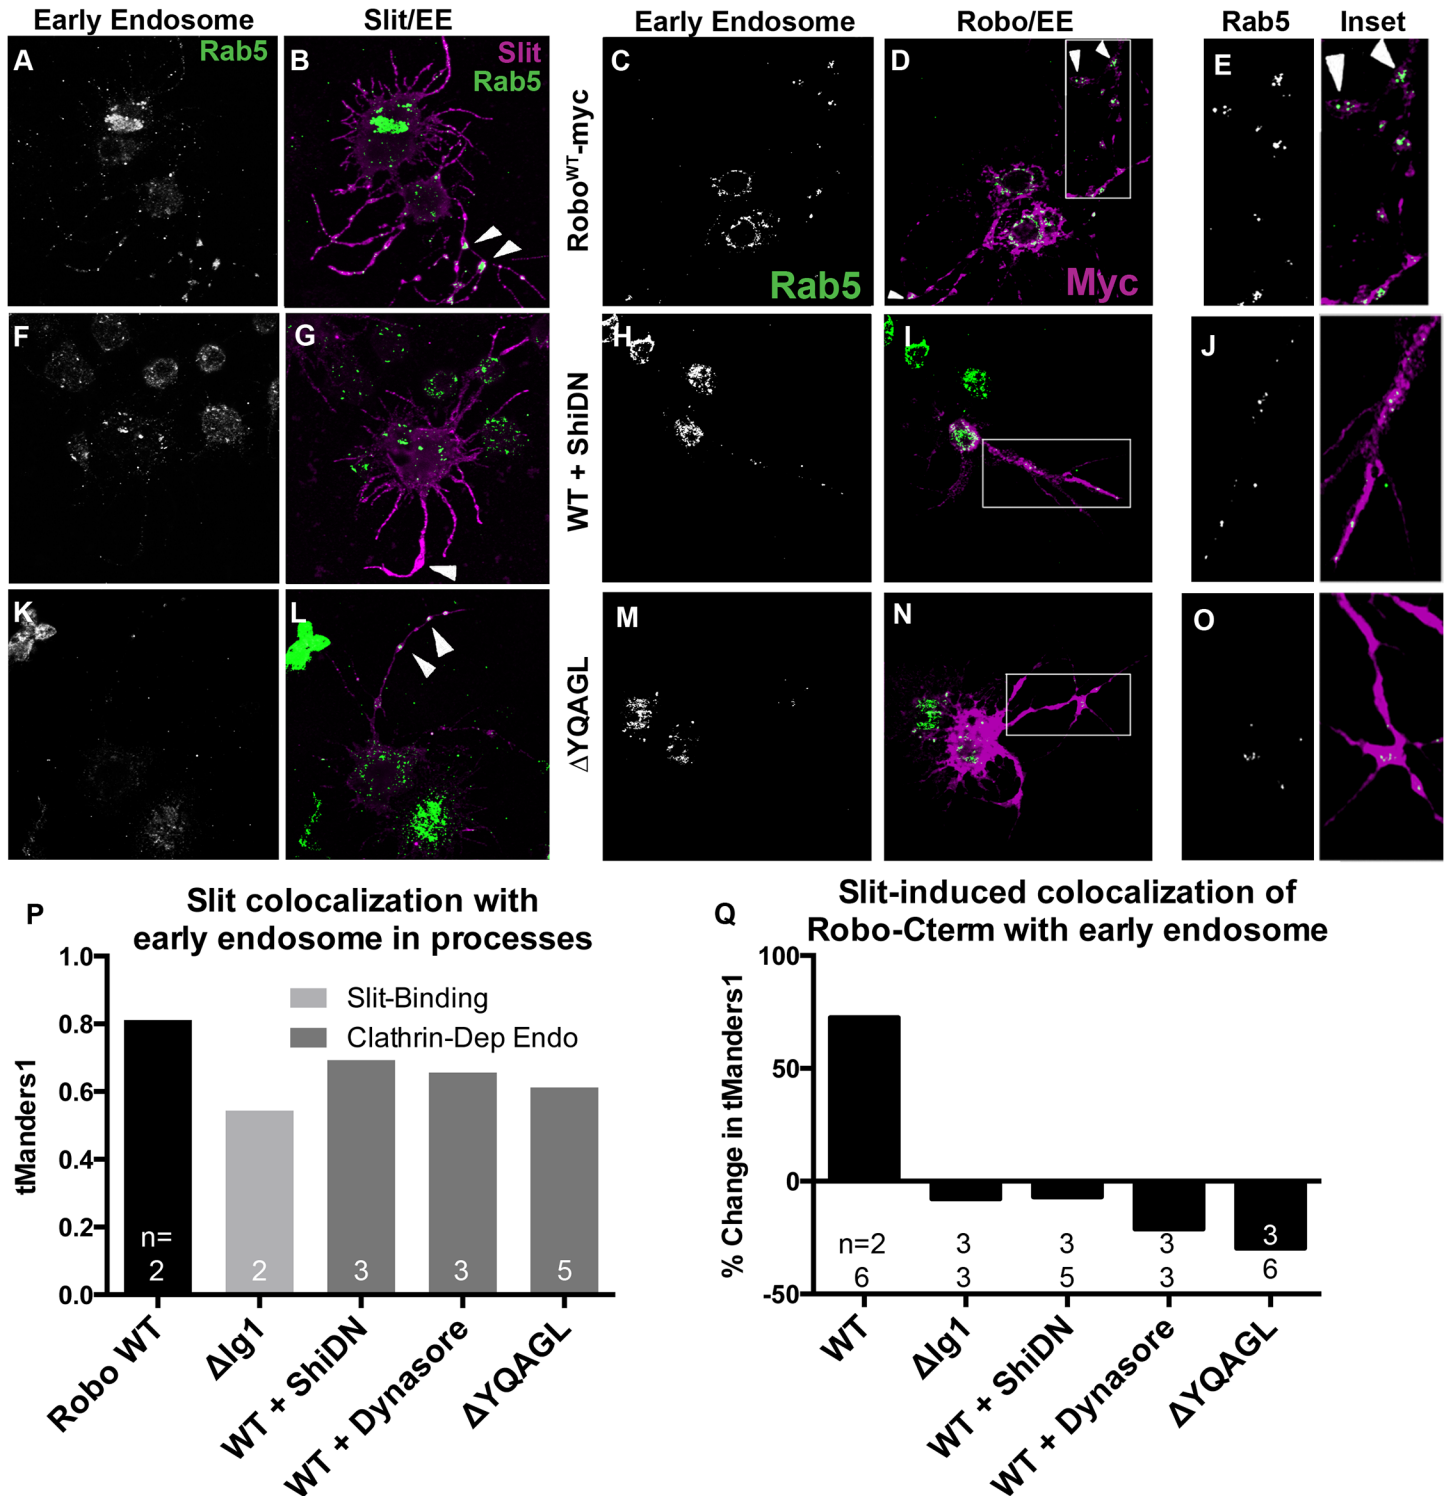 Early Endosome
Slit/EE
Early Endosome
Robo/EE
Rab5
Inset
A
Rab5
B
Slit
Rab5
Robo^WT-myc
C
Rab5
D
Myc
E
F
G
WT + ShiDN
H
I
J
K
L
ΔYQAGL
M
N
O
P
Slit colocalization with
early endosome in processes
tManders1
1.0
0.8
0.6
0.4
0.2
0.0
Slit-Binding
Clathrin-Dep Endo
n=
2
2
3
3
5
Robo WT
ΔIg1
WT + ShiDN
WT + Dynasore
ΔYQAGL
Q
Slit-induced colocalization of
Robo-Cterm with early endosome
% Change in tManders1
100
50
0
-50
n=2
3
3
3
3
6
3
5
3
6
WT
ΔIg1
WT + ShiDN
WT + Dynasore
ΔYQAGL